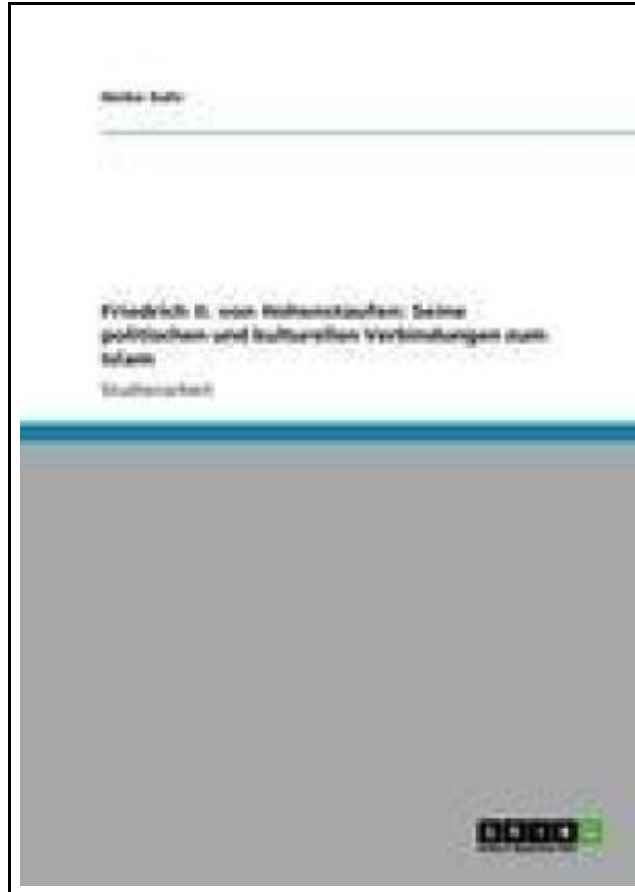 Friedrich II. von Hohenstaufen: Seine
politischen und kulturellen Verbindungen zum
Islam
Studienarbeit